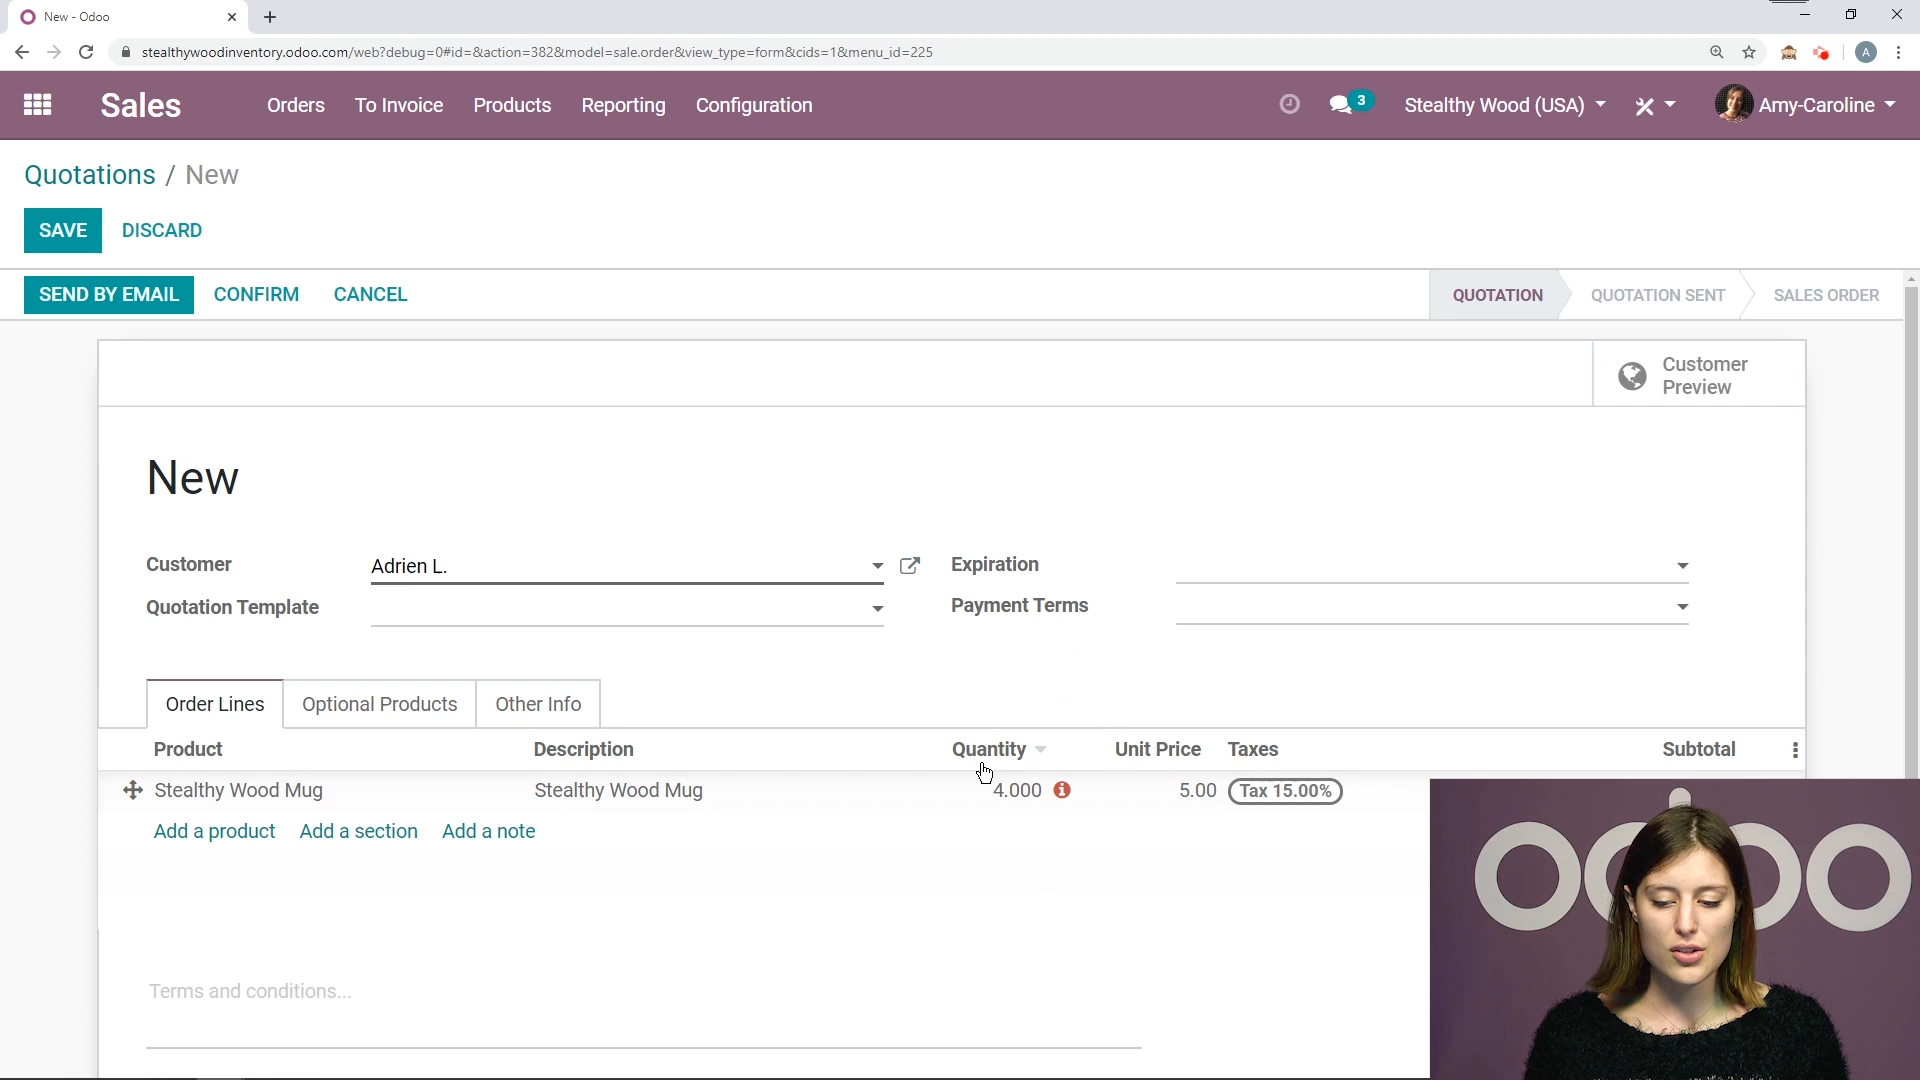 New - Odoo
stealthywoodinventory.odoo.com/web?debug=0#id=&action=382&model=sale.order&view_type=form&cids=1&menu_id=225
A
Sales Orders To Invoice Products Reporting Configuration 3 Stealthy Wood (USA) Amy-Caroline
Quotations / New
SAVE DISCARD
SEND BY EMAIL CONFIRM CANCEL QUOTATION QUOTATION SENT SALES ORDER
Customer
Preview
New
Customer Adrien L. Expiration
Quotation Template Payment Terms
Order Lines Optional Products Other Info
Product Description Quantity Unit Price Taxes Subtotal
Stealthy Wood Mug Stealthy Wood Mug 4.000 5.00 Tax 15.00%
Add a product Add a section Add a note
Terms and conditions...
odoo